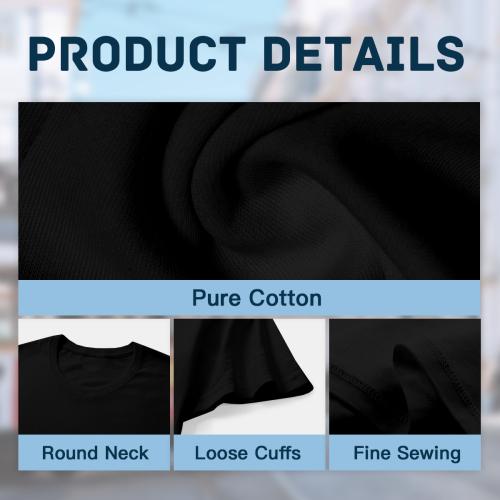 PRODUCT DETAILS
Pure Cotton
Round Neck
Loose Cuffs
Fine Sewing